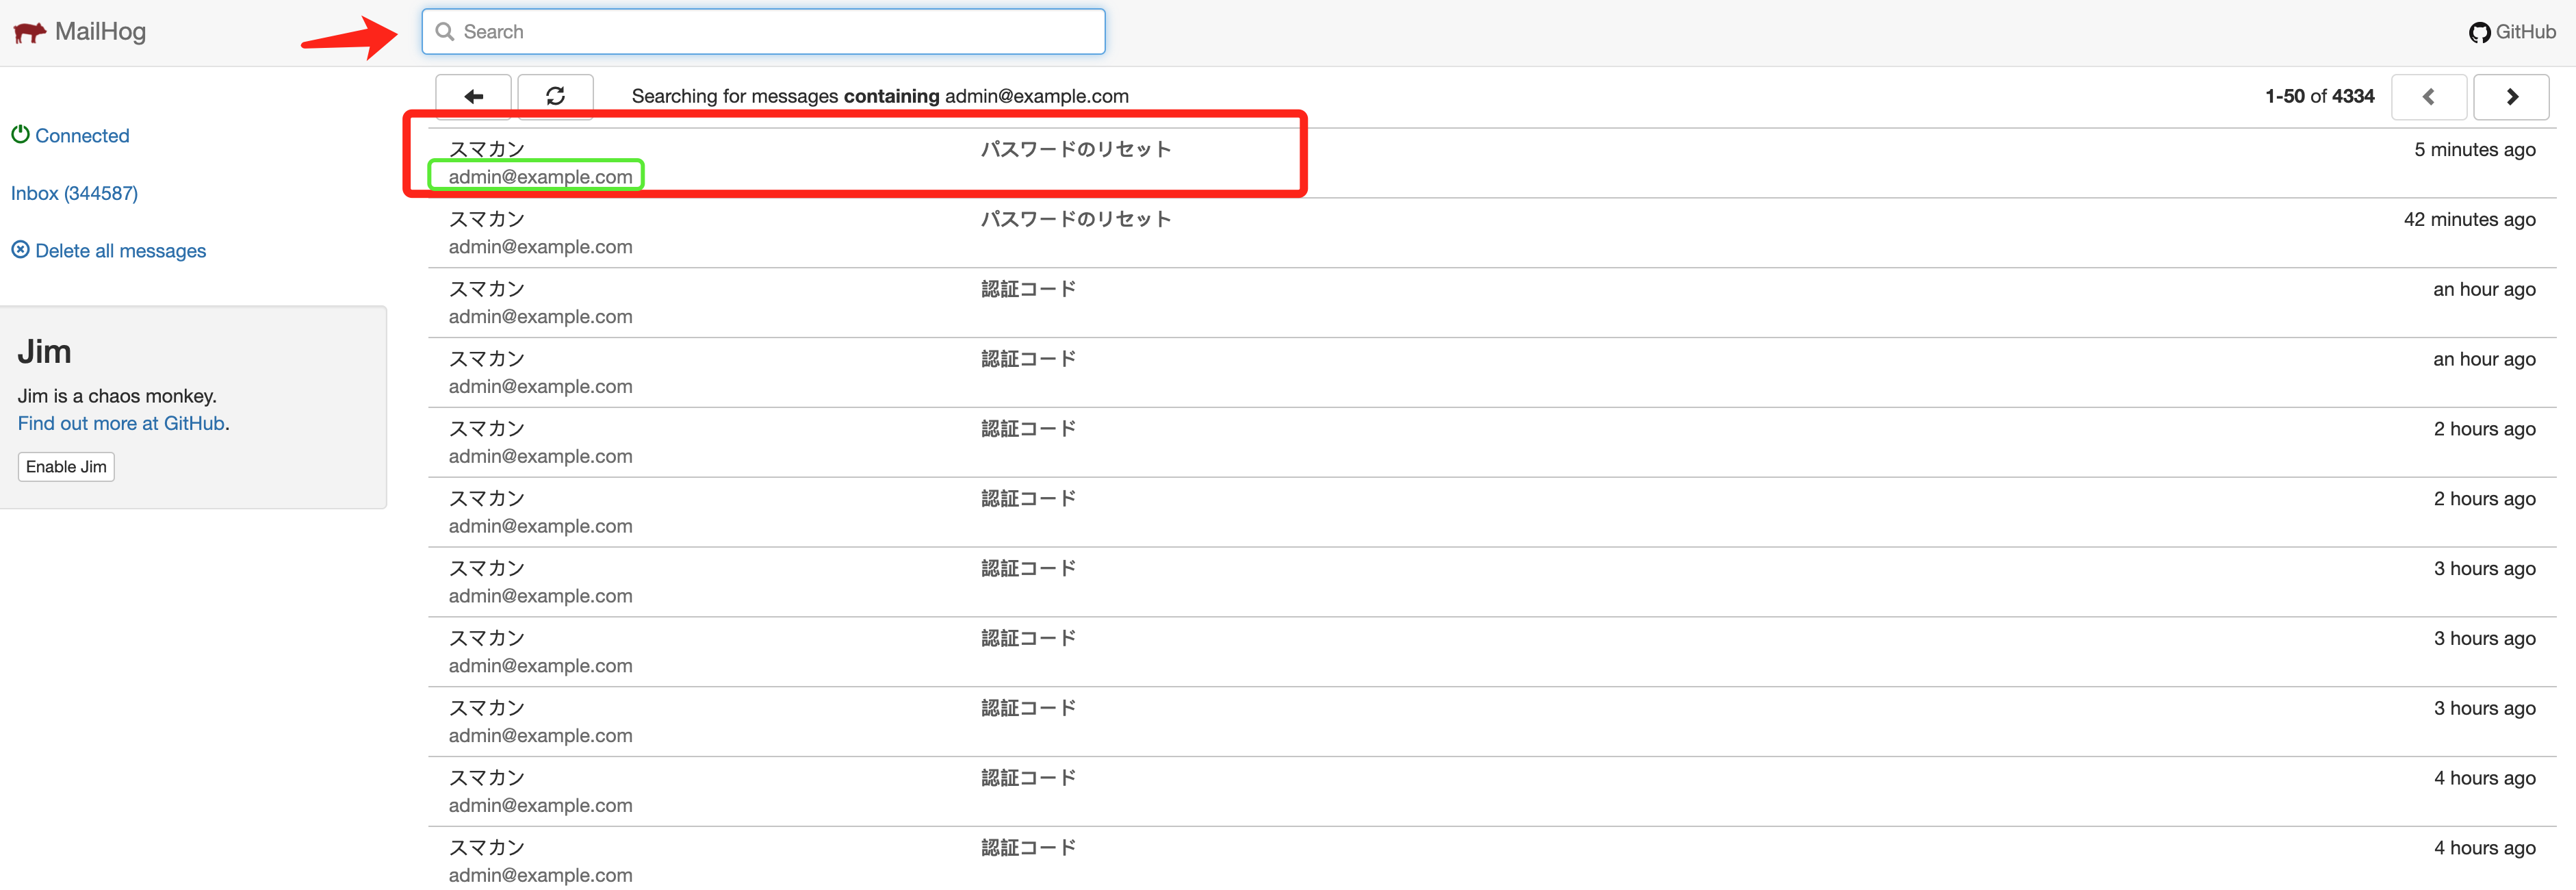 MailHog
Search
GitHub
Searching for messages containing admin@example.com
1-50 of 4334
Connected
Inbox (344587)
Delete all messages
Jim
Jim is a chaos monkey.
Find out more at GitHub.
Enable Jim
スマカン パスワードのリセット 5 minutes ago
admin@example.com
スマカン パスワードのリセット 42 minutes ago
admin@example.com
スマカン 認証コード an hour ago
admin@example.com
スマカン 認証コード an hour ago
admin@example.com
スマカン 認証コード 2 hours ago
admin@example.com
スマカン 認証コード 2 hours ago
admin@example.com
スマカン 認証コード 3 hours ago
admin@example.com
スマカン 認証コード 3 hours ago
admin@example.com
スマカン 認証コード 3 hours ago
admin@example.com
スマカン 認証コード 4 hours ago
admin@example.com
スマカン 認証コード 4 hours ago
admin@example.com